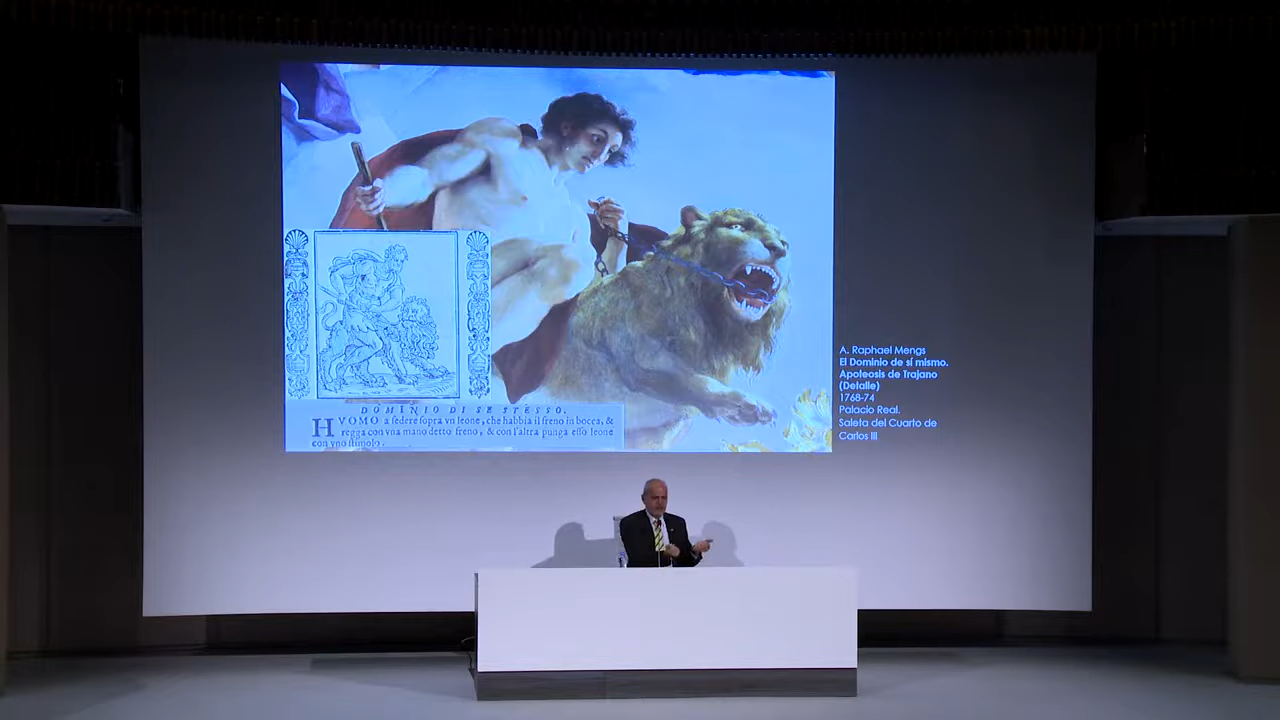 DOMINIO DI SE STESSO.
HVOMO a sedere sopra vn leone, che habbia il freno in bocca, &
regga con vna mano detto freno, & con l'altra punga esso leone
con vno stimolo.
A. Raphael Mengs
El Dominio de sí mismo.
Apoteosis de Trajano
(Detalle)
1768-74
Palacio Real.
Saleta del Cuarto de
Carlos III